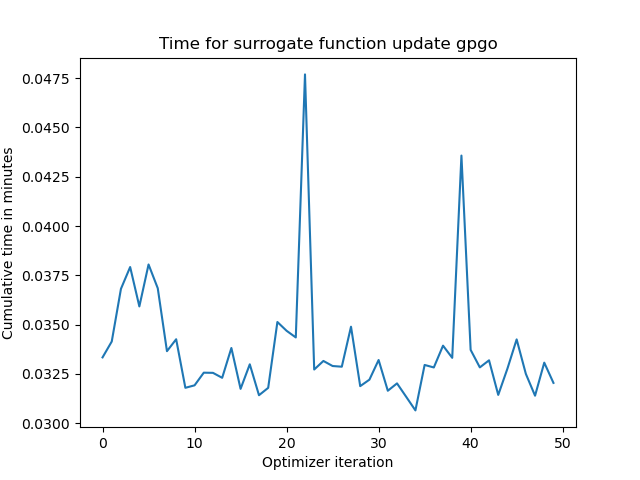 Time for surrogate function update gpgo
Cumulative time in minutes
0.0475
0.0450
0.0425
0.0400
0.0375
0.0350
0.0325
0.0300
0 10 20 30 40 50
Optimizer iteration